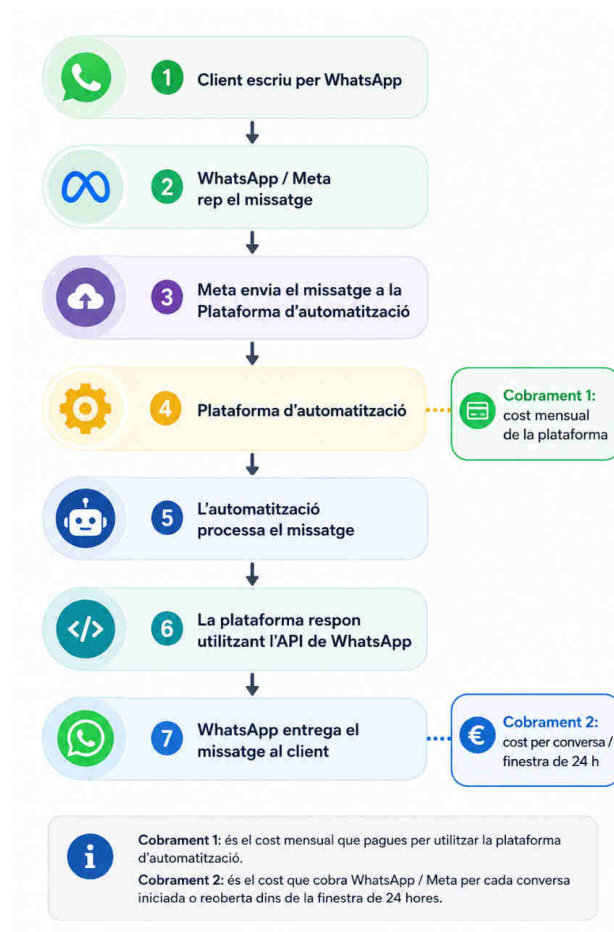 1 Client escriu per WhatsApp
2 WhatsApp / Meta
rep el missatge
3 Meta envia el missatge a la
Plataforma d'automatització
4 Plataforma d'automatització
Cobrament 1:
cost mensual
de la plataforma
5 L'automatització
processa el missatge
</> 6 La plataforma respon
utilitzant l'API de WhatsApp
7 WhatsApp entrega el
missatge al client
€ Cobrament 2:
cost per conversa /
finestra de 24 h
i
Cobrament 1: és el cost mensual que pagues per utilitzar la plataforma
d'automatització.
Cobrament 2: és el cost que cobra WhatsApp / Meta per cada conversa
iniciada o reoberta dins de la finestra de 24 hores.